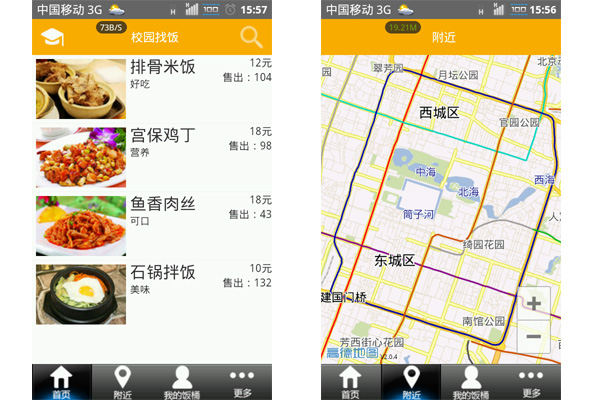 中国移动 3G H 100 15:57
73B/S
校园找饭
排骨米饭 12元
好吃 售出：104
宫保鸡丁 18元
营养 售出：98
鱼香肉丝 18元
可口 售出：43
石锅拌饭 10元
美味 售出：132
首页 附近 我的饭桶 更多
中国移动 3G H 100 15:56
19.21M
附近
翠芳园
月坛公园
西城区
官园公园
中海
北海
西海
筒子河
绮园花园
东城区
建国门桥
南馆公园
芳西街心花园
高德地图 V2.0.4
首页 附近 我的饭桶 更多